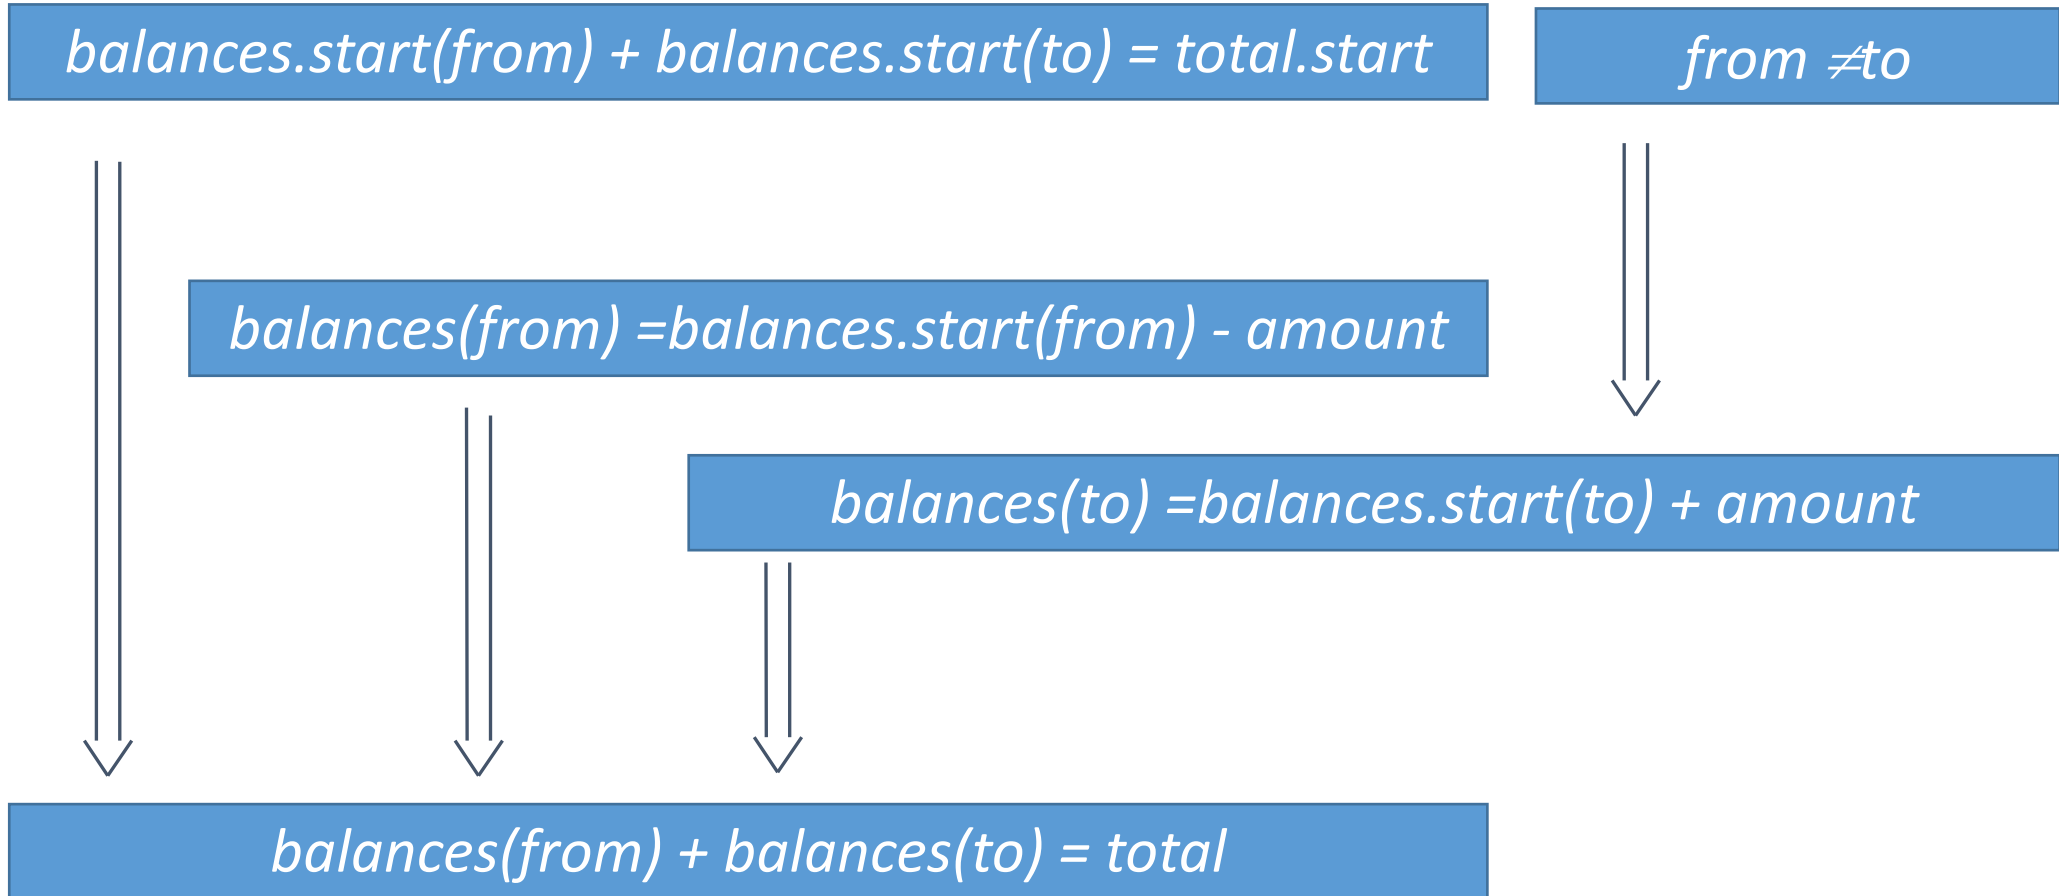 balances.start(from) + balances.start(to) = total.start
from ≠to
balances(from) =balances.start(from) - amount
balances(to) =balances.start(to) + amount
balances(from) + balances(to) = total